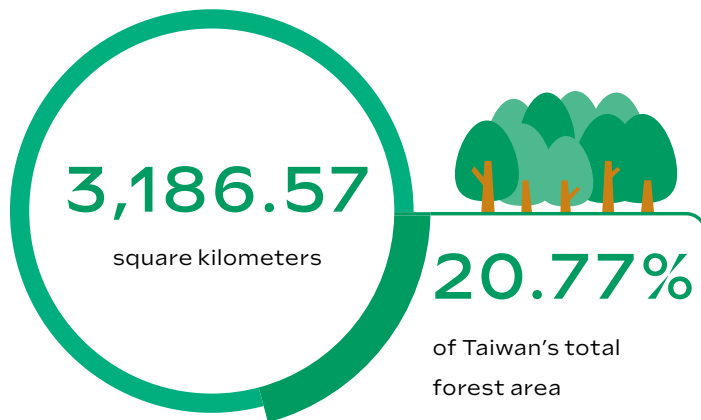 3,186.57
square kilometers
20.77%
of Taiwan's total
forest area